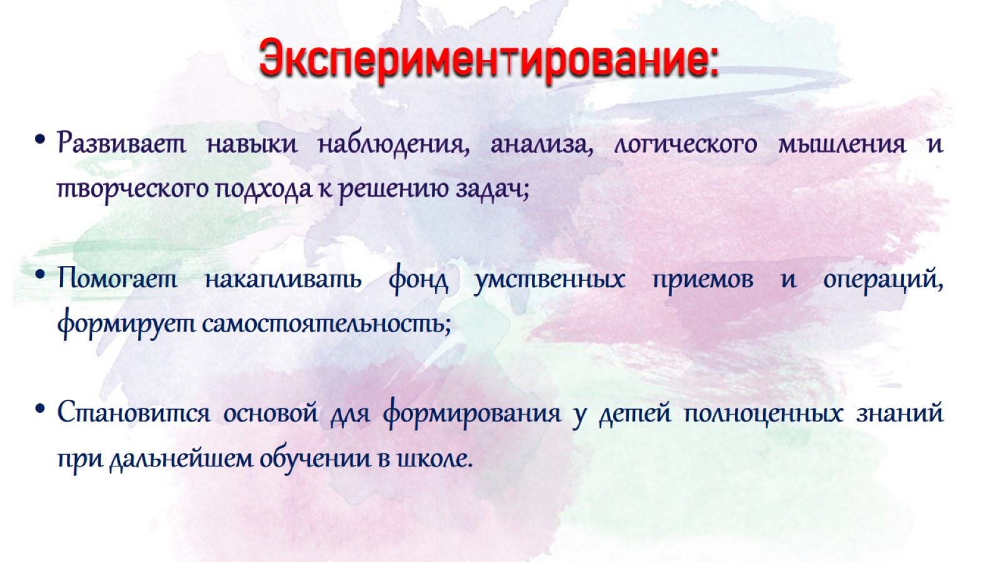 Экспериментирование:
• Развивает навыки наблюдения, анализа, логического мышления и
творческого подхода к решению задач;
• Помогает накапливать фонд умственных приемов и операций,
формирует самостоятельность;
• Становится основой для формирования у детей полноценных знаний
при дальнейшем обучении в школе.